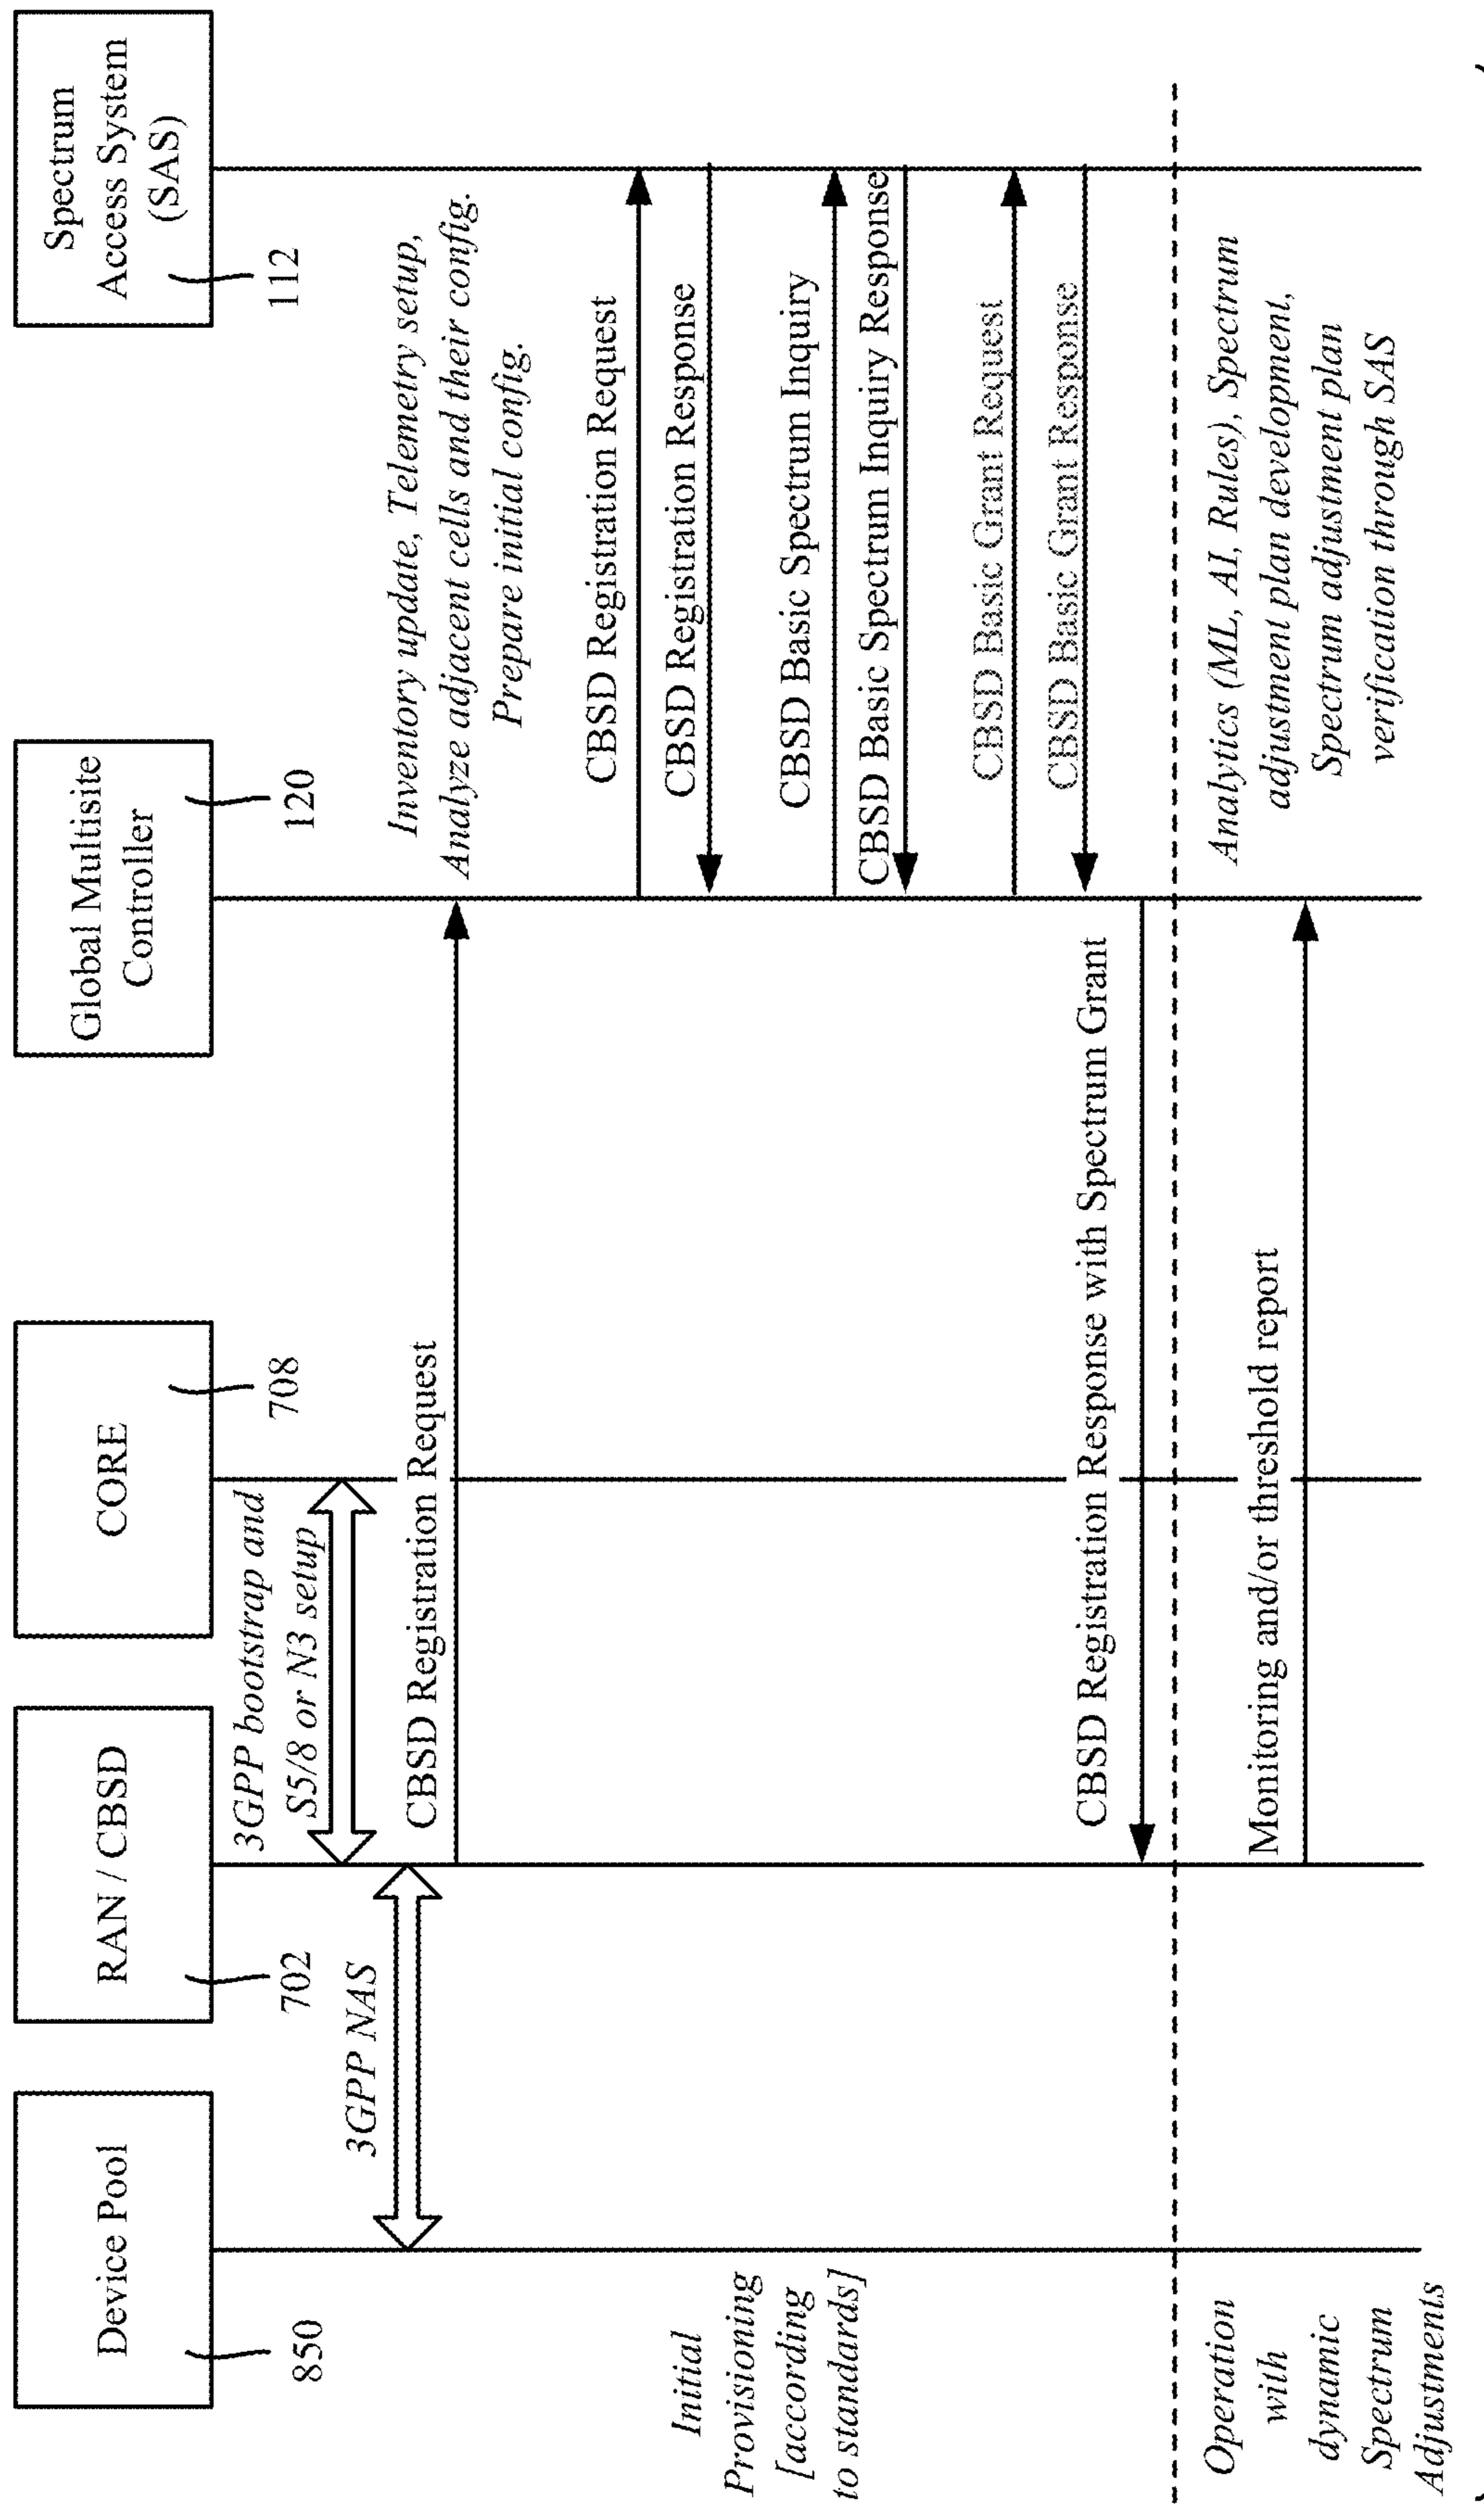 Device Pool
850
RAN / CBSD
702
CORE
708
Global Multisite
Controller
120
Spectrum
Access System
(SAS)
112
3GPP bootstrap and
S5/8 or N3 setup
3GPP NAS
CBSD Registration Request
Inventory update, Telemetry setup,
Analyze adjacent cells and their config.
Prepare initial config.
CBSD Registration Request
CBSD Registration Response
Initial
Provisioning
[according
to standards]
CBSD Basic Spectrum Inquiry
CBSD Basic Spectrum Inquiry Response
CBSD Basic Grant Request
CBSD Basic Grant Response
CBSD Registration Response with Spectrum Grant
Operation
with
dynamic
Spectrum
Adjustments
Monitoring and/or threshold report
Analytics (ML, AI, Rules), Spectrum
adjustment plan development,
Spectrum adjustment plan
verification through SAS